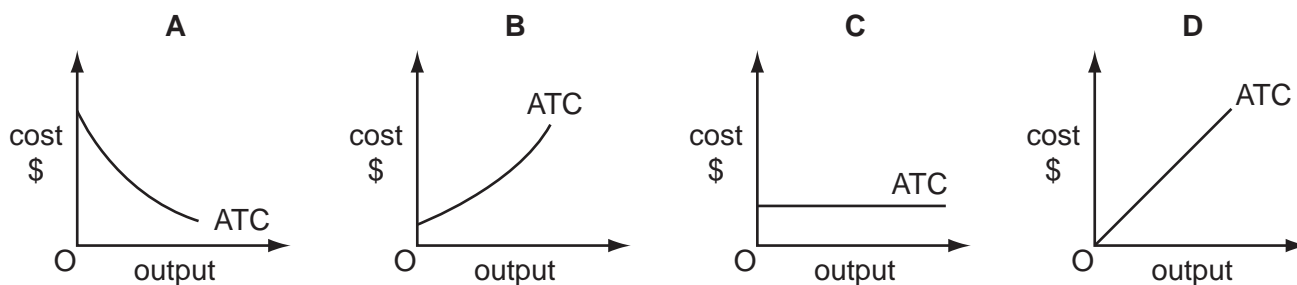 A
cost
$
ATC
O
output
B
ATC
cost
$
O
output
C
cost
$
ATC
O
output
D
ATC
cost
$
O
output